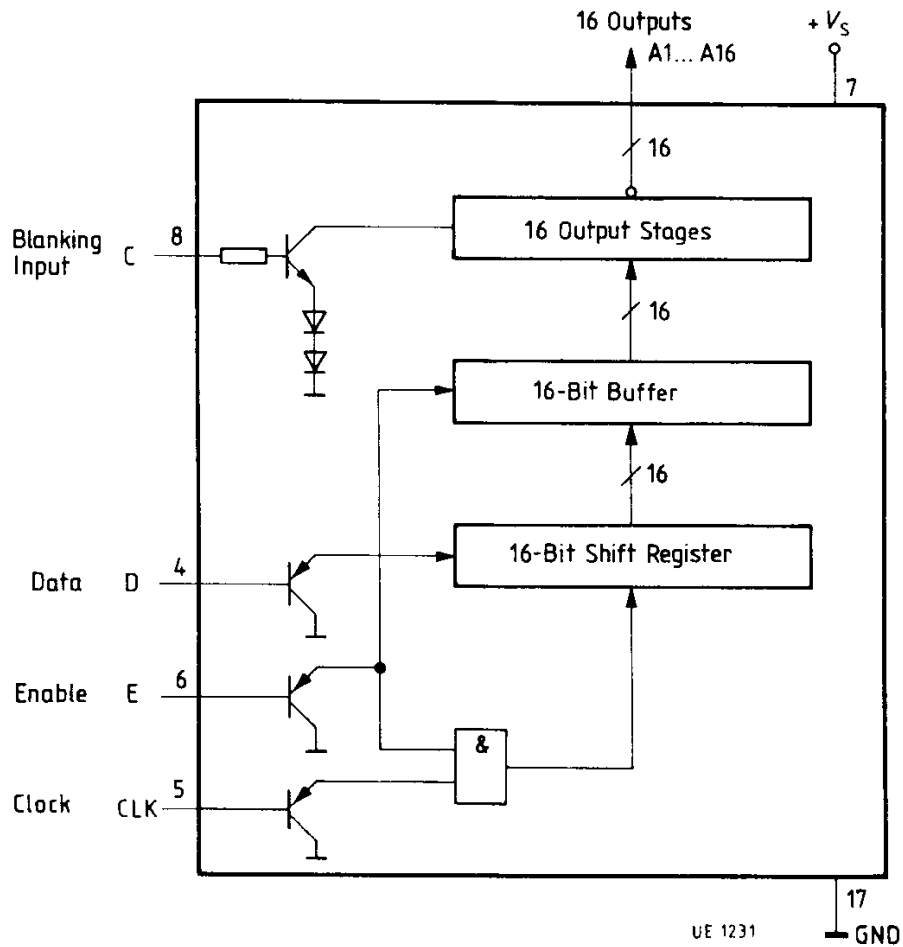 16 Outputs
A1... A16
+ Vs
7
16
Blanking
Input C 8
16 Output Stages
16
16-Bit Buffer
16
16-Bit Shift Register
Data D 4
Enable E 6
&
Clock CLK 5
17
UE 1231
GND